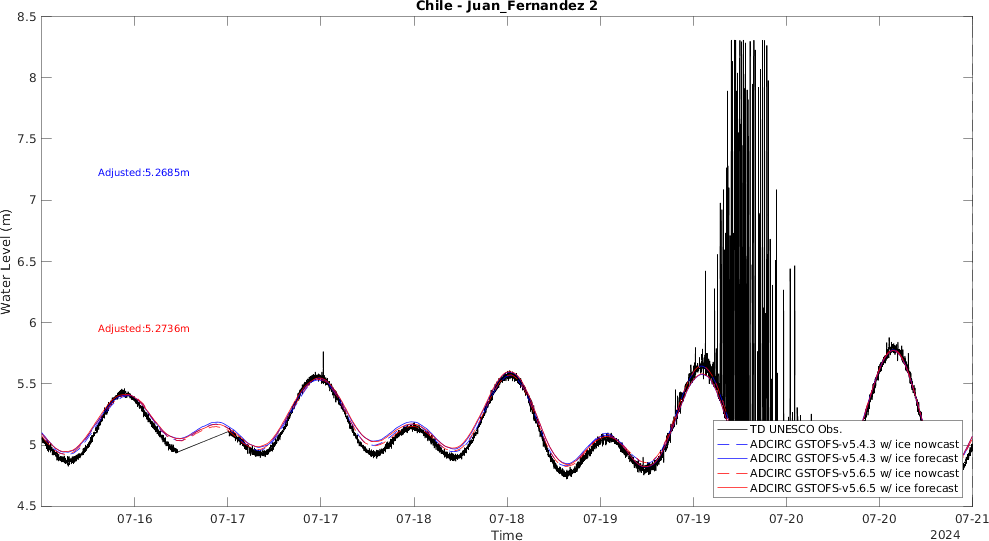 Chile - Juan_Fernandez 2
8.5
8
7.5
7
6.5
6
5.5
5
4.5
Water Level (m)
Adjusted:5.2685m
Adjusted:5.2736m
TD UNESCO Obs.
ADCIRC GSTOFS-v5.4.3 w/ ice nowcast
ADCIRC GSTOFS-v5.4.3 w/ ice forecast
ADCIRC GSTOFS-v5.6.5 w/ ice nowcast
ADCIRC GSTOFS-v5.6.5 w/ ice forecast
07-16 07-17 07-17 07-18 07-18 07-19 07-19 07-20 07-20 07-21
Time
2024